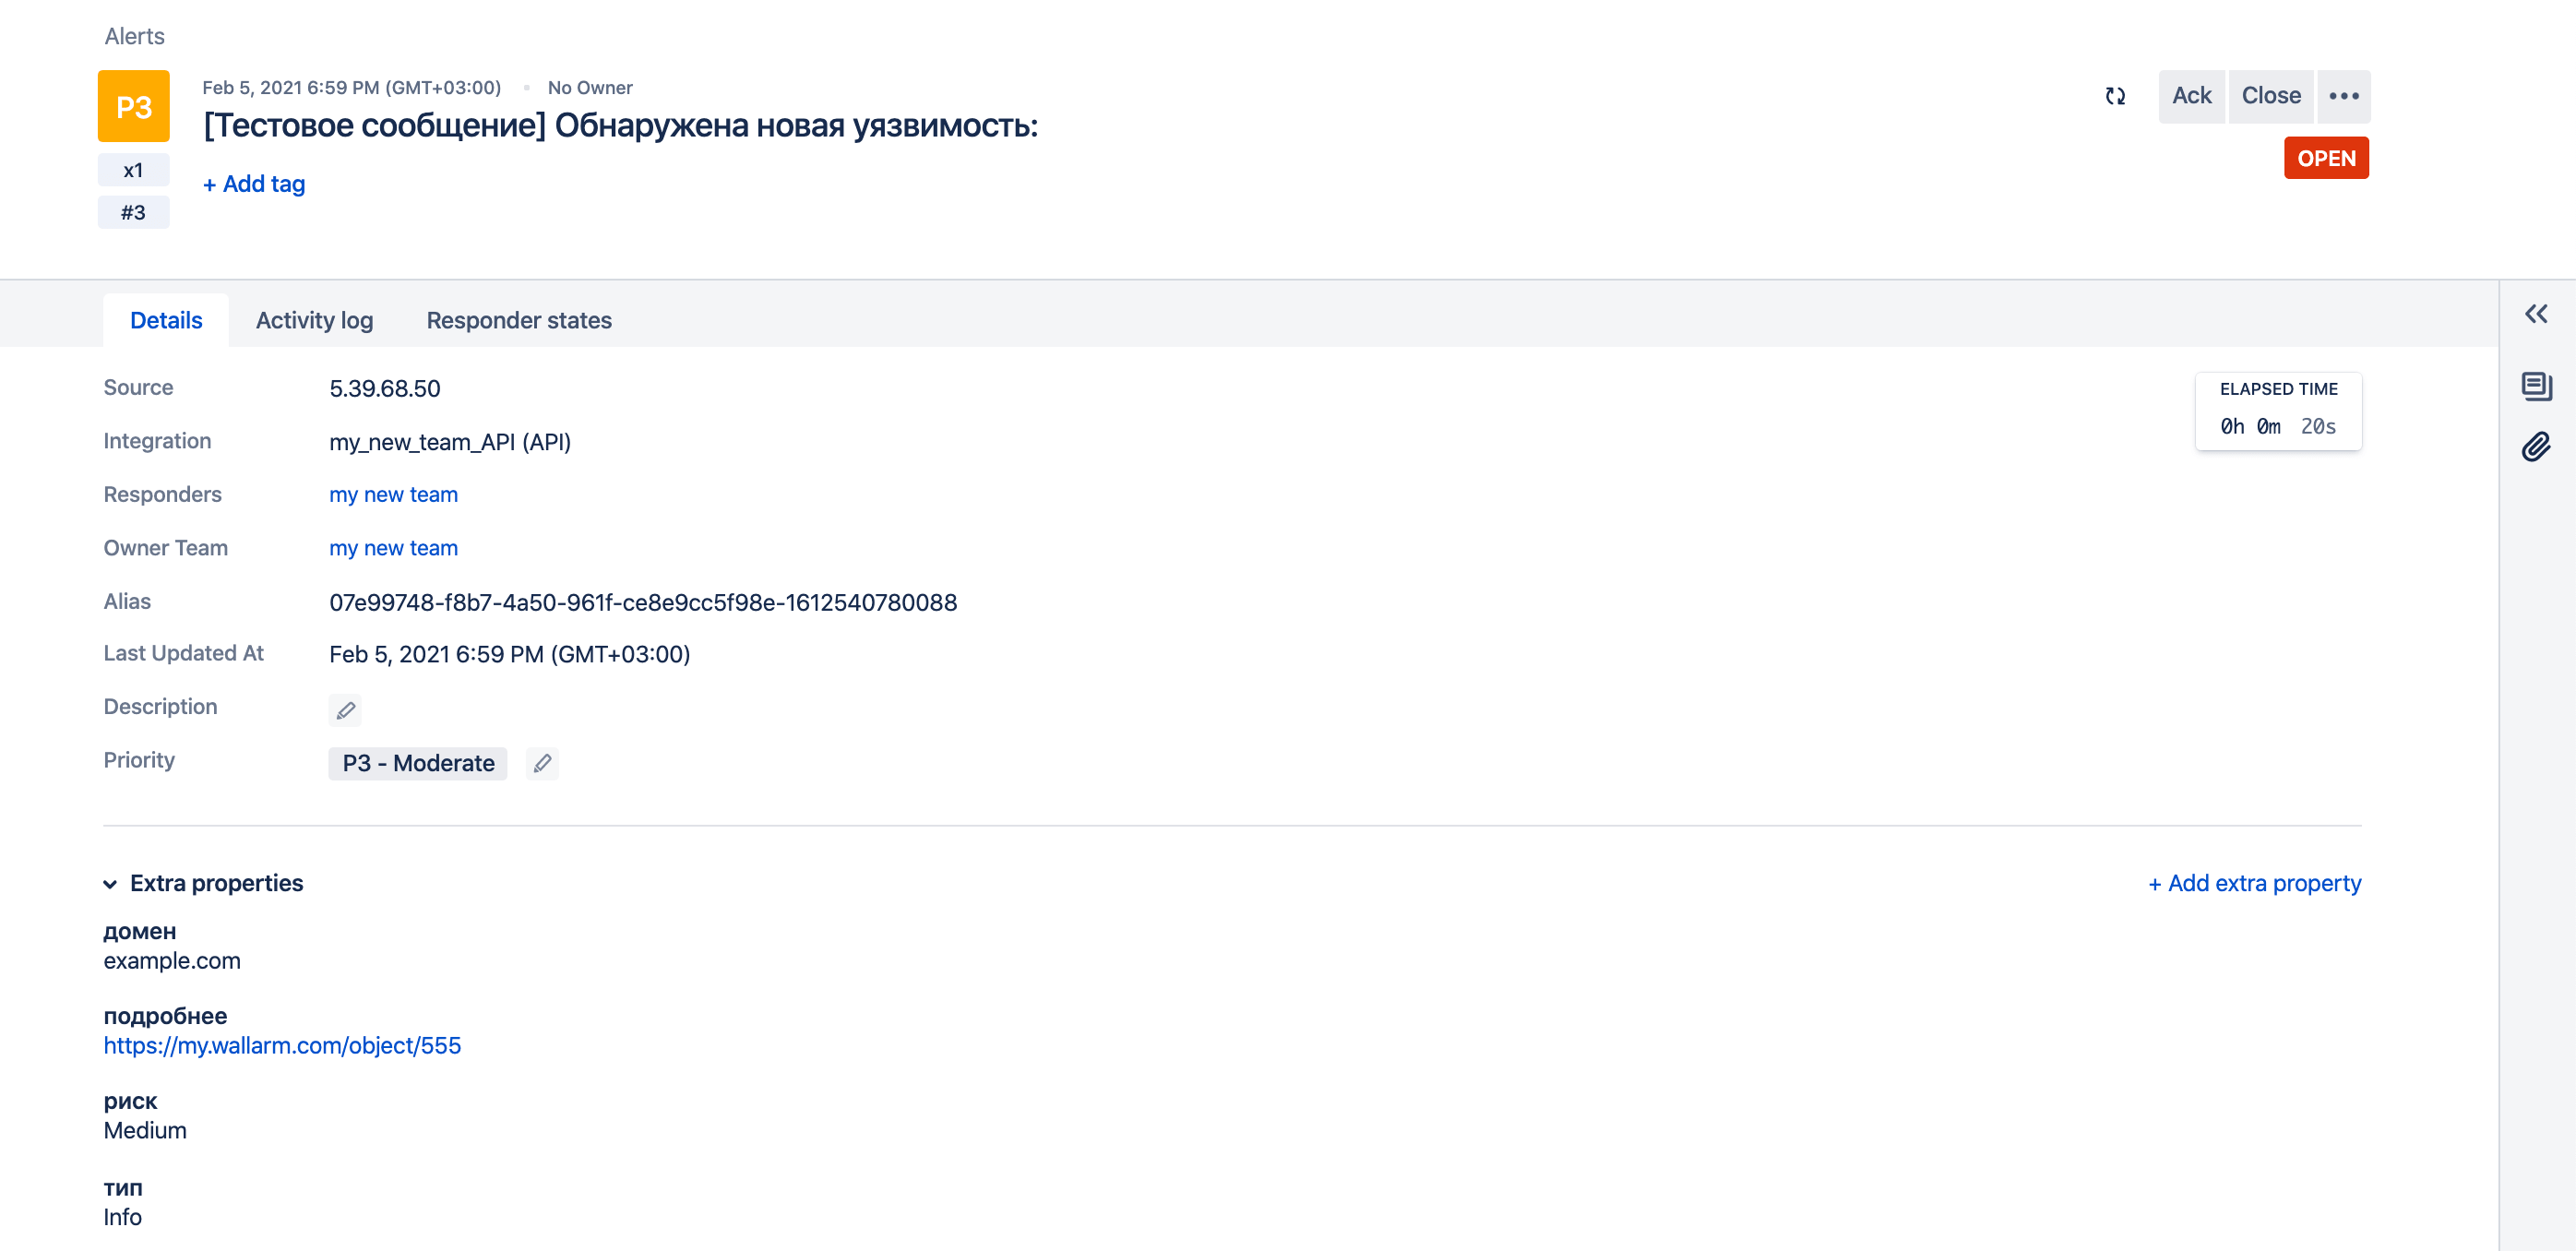 Alerts
P3
Feb 5, 2021 6:59 PM (GMT+03:00) • No Owner
[Тестовое сообщение] Обнаружена новая уязвимость:
Ack Close •••
OPEN
x1
+ Add tag
#3
Details Activity log Responder states
Source 5.39.68.50
ELAPSED TIME
0h 0m 20s
Integration my_new_team_API (API)
Responders my new team
Owner Team my new team
Alias 07e99748-f8b7-4a50-961f-ce8e9cc5f98e-1612540780088
Last Updated At Feb 5, 2021 6:59 PM (GMT+03:00)
Description
Priority P3 - Moderate
Extra properties + Add extra property
домен
example.com
подробнее
https://my.wallarm.com/object/555
риск
Medium
тип
Info